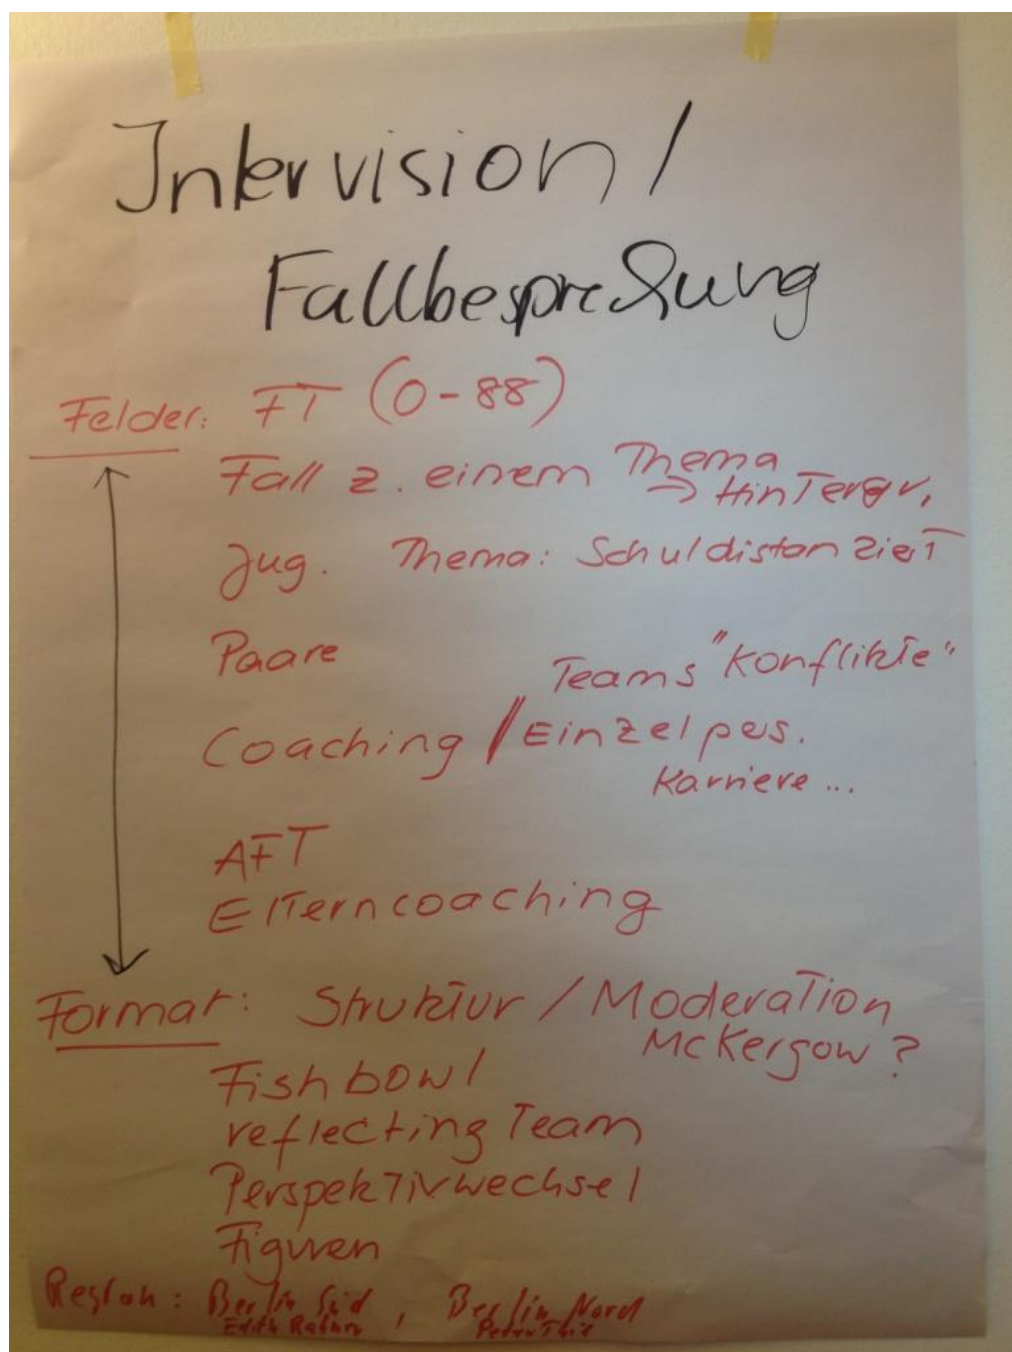 Intervision /
Fallbesprechung
Felder: FT (0-88)
Fall z. einem Thema
→ Hintergr.
Jug. Thema: Schuldistanziert
Paare
Teams "Konflikte"
Coaching / Einzelpers.
Karriere ...
AFT
Elterncoaching
Format: Struktur / Moderation
McKergow?
Fishbowl
reflecting Team
Perspektivwechsel
Figuren
Region: Berlin Süd, Berlin Nord
Edith